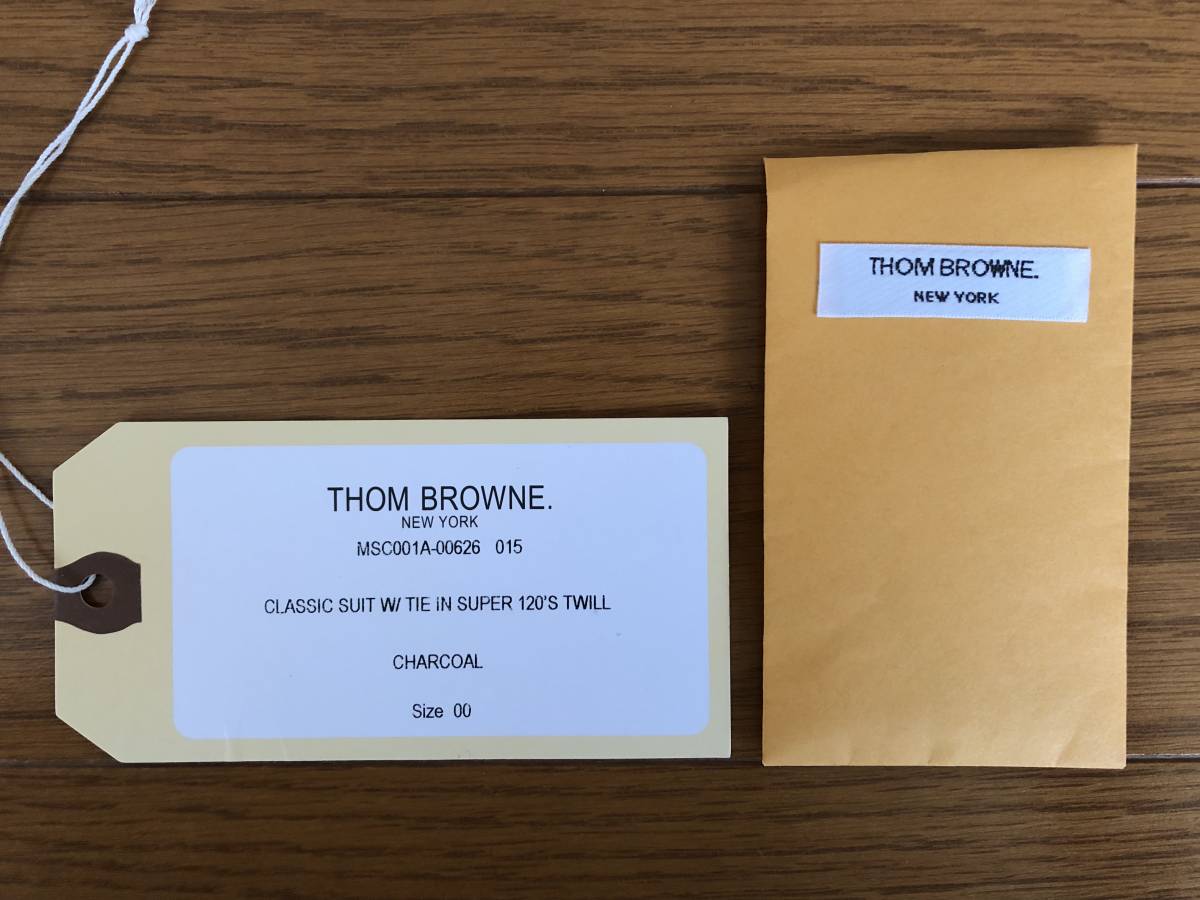 THOM BROWNE.
NEW YORK
MSC001A-00626 015
CLASSIC SUIT W/ TIE IN SUPER 120'S TWILL
CHARCOAL
Size 00
THOM BROWNE.
NEW YORK